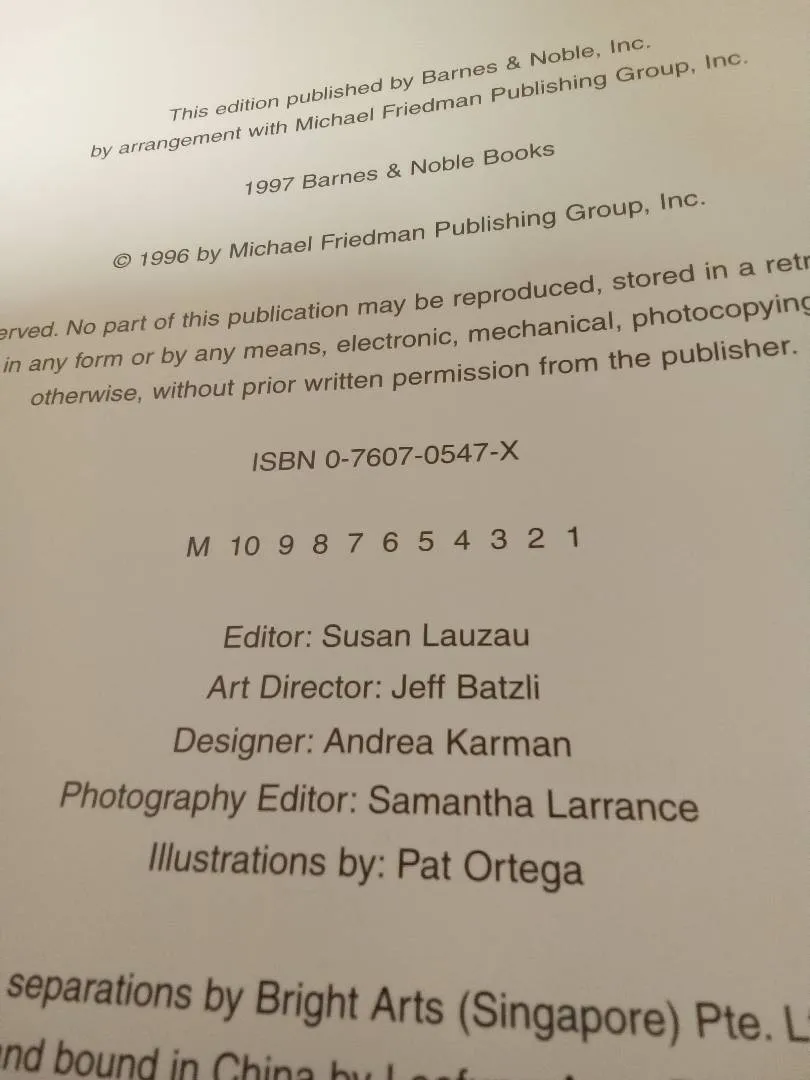 This edition published by Barnes & Noble, Inc.
by arrangement with Michael Friedman Publishing Group, Inc.
1997 Barnes & Noble Books
© 1996 by Michael Friedman Publishing Group, Inc.
erved. No part of this publication may be reproduced, stored in a retr
in any form or by any means, electronic, mechanical, photocopying
otherwise, without prior written permission from the publisher.
ISBN 0-7607-0547-X
M 10 9 8 7 6 5 4 3 2 1
Editor: Susan Lauzau
Art Director: Jeff Batzli
Designer: Andrea Karman
Photography Editor: Samantha Larrance
Illustrations by: Pat Ortega
separations by Bright Arts (Singapore) Pte. L
nd bound in China by